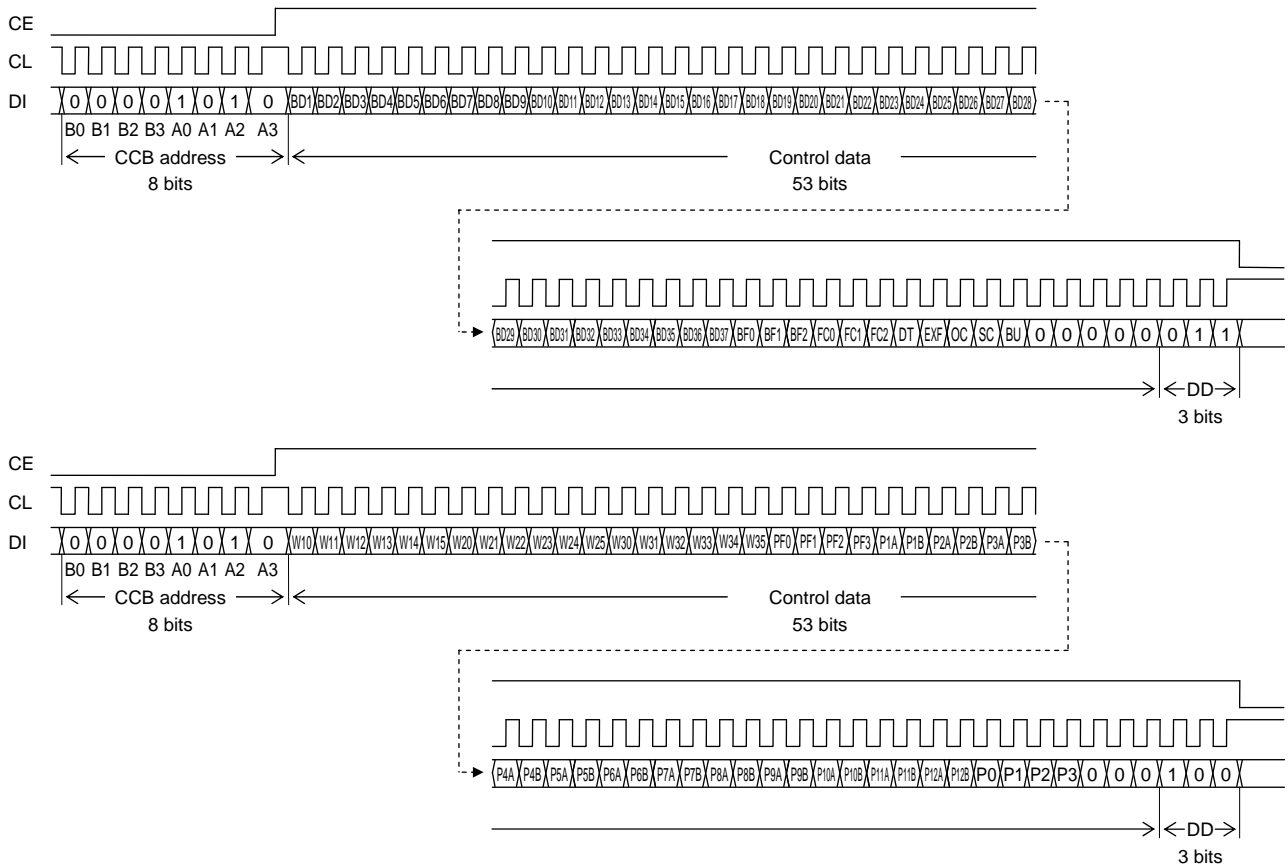 CE
CL
DI 0 0 0 0 1 0 1 0 BD1 BD2 BD3 BD4 BD5 BD6 BD7 BD8 BD9 BD10 BD11 BD12 BD13 BD14 BD15 BD16 BD17 BD18 BD19 BD20 BD21 BD22 BD23 BD24 BD25 BD26 BD27 BD28
B0 B1 B2 B3 A0 A1 A2 A3
CCB address Control data
8 bits 53 bits
BD29 BD30 BD31 BD32 BD33 BD34 BD35 BD36 BD37 BF0 BF1 BF2 FC0 FC1 FC2 DT EXF OC SC BU 0 0 0 0 0 0 1 1
DD
3 bits
CE
CL
DI 0 0 0 0 1 0 1 0 W10 W11 W12 W13 W14 W15 W20 W21 W22 W23 W24 W25 W30 W31 W32 W33 W34 W35 PF0 PF1 PF2 PF3 P1A P1B P2A P2B P3A P3B
B0 B1 B2 B3 A0 A1 A2 A3
CCB address Control data
8 bits 53 bits
P4A P4B P5A P5B P6A P6B P7A P7B P8A P8B P9A P9B P10A P10B P11A P11B P12A P12B P0 P1 P2 P3 0 0 0 1 0 0
DD
3 bits